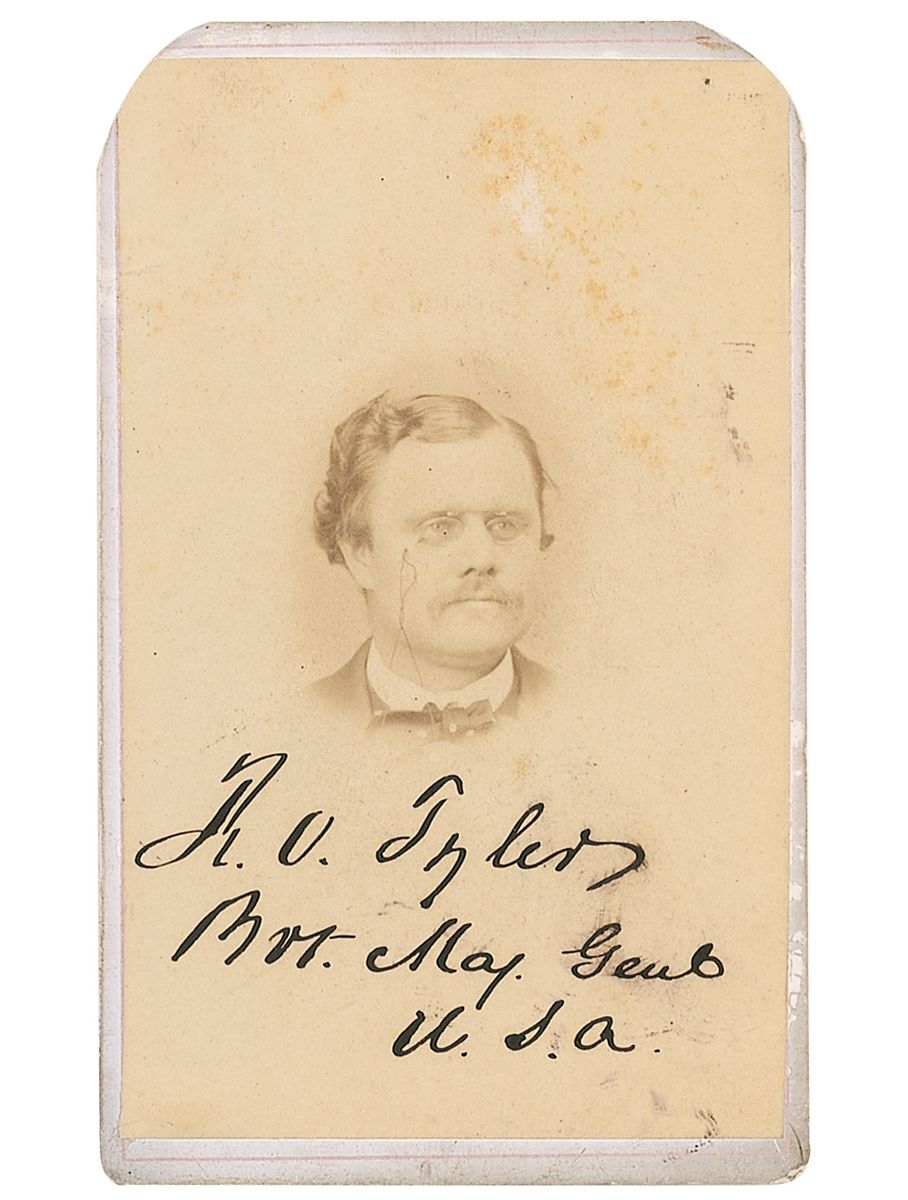 R. O. Tyler
Bvt. Maj. Genl
U. S. A.